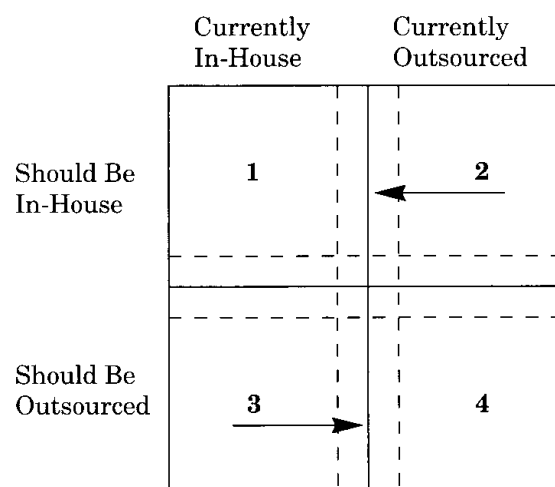 Currently
In-House
Currently
Outsourced
Should Be
In-House
1
2
Should Be
Outsourced
3
4